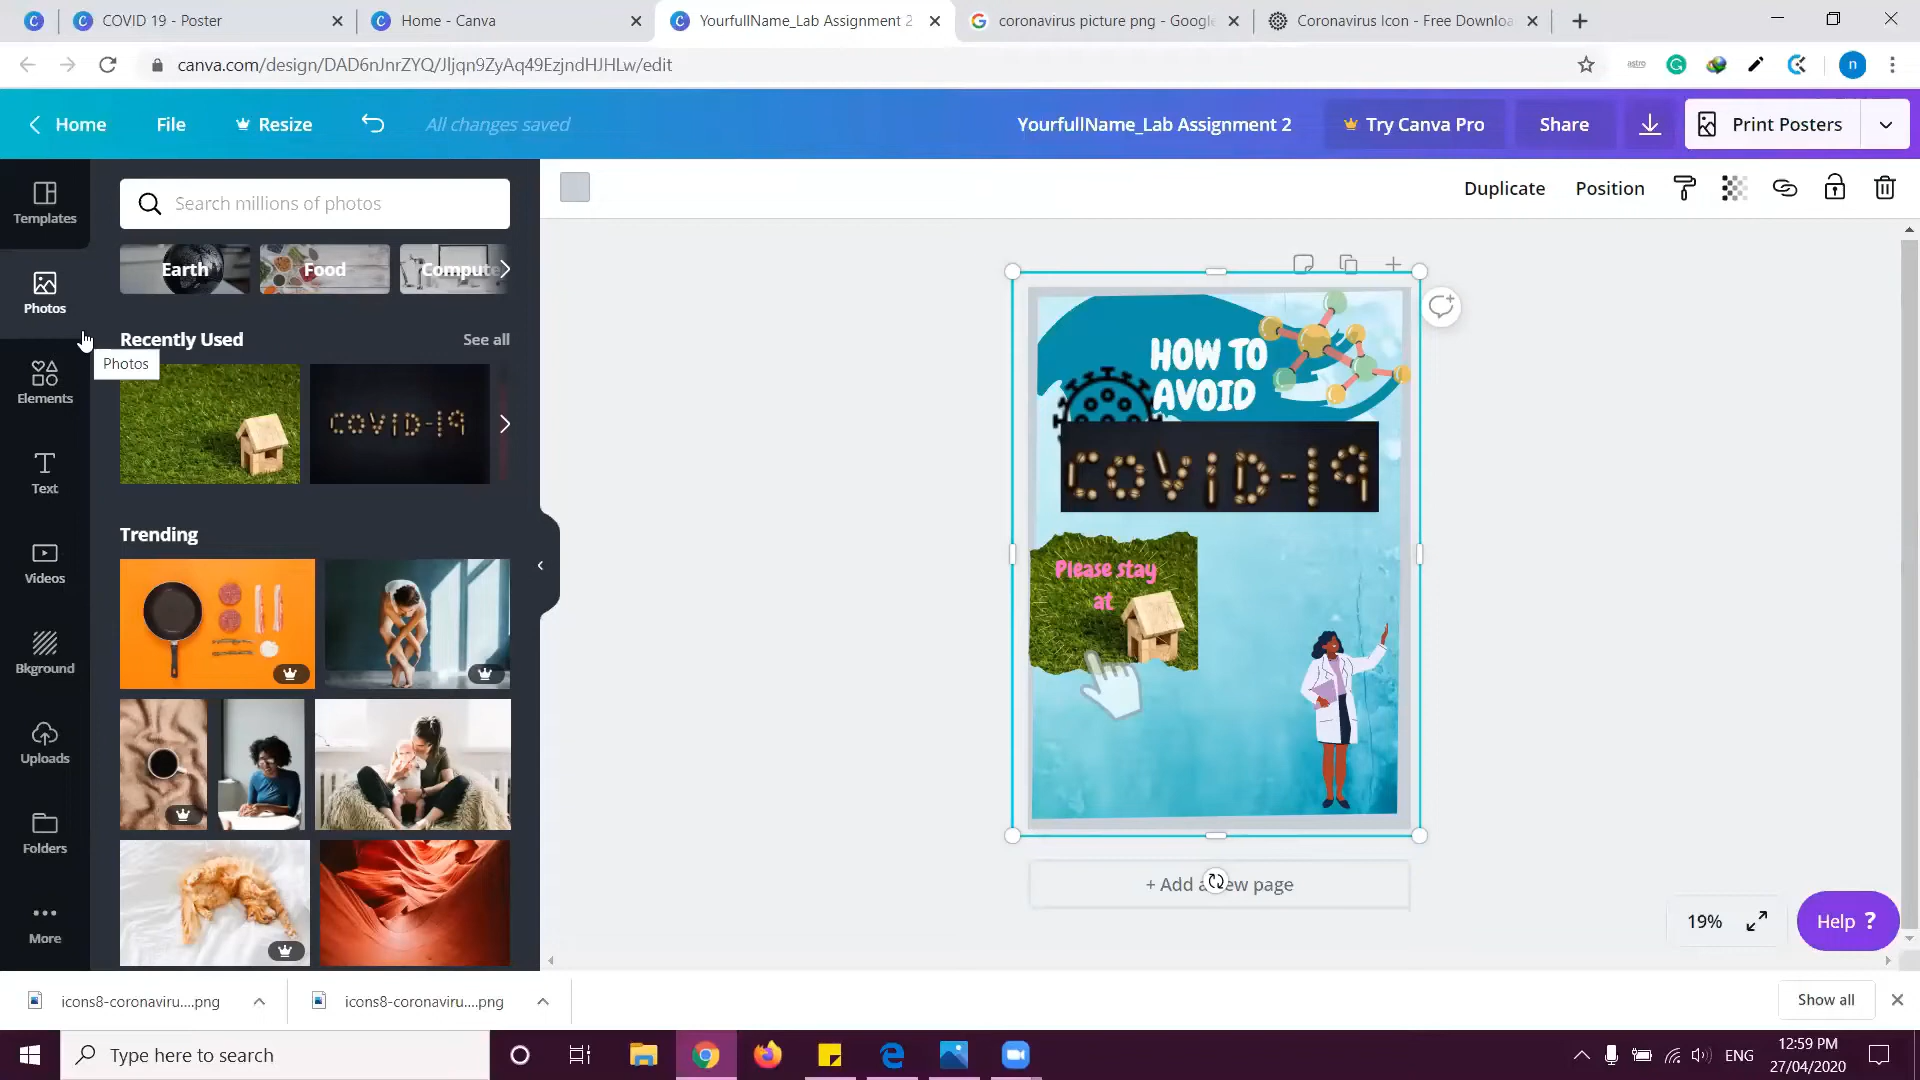 COVID 19 - Poster
Home - Canva
YourfullName_Lab Assignment 2
coronavirus picture png - Google
Coronavirus Icon - Free Downloa
canva.com/design/DAD6nJnrZYQ/Jljqn9ZyAq49EzjndHJHLw/edit
astro
n
Home
File
Resize
All changes saved
YourfullName_Lab Assignment 2
Try Canva Pro
Share
Print Posters
Templates
Photos
Elements
Text
Videos
Bkground
Uploads
Folders
More
Search millions of photos
Earth
Food
Compute
Recently Used
See all
Photos
COVID-19
Trending
Duplicate
Position
HOW TO
AVOID
COVID-19
Please stay
at
+ Add a new page
19%
Help ?
icons8-coronaviru....png
icons8-coronaviru....png
Show all
Type here to search
ENG
12:59 PM
27/04/2020